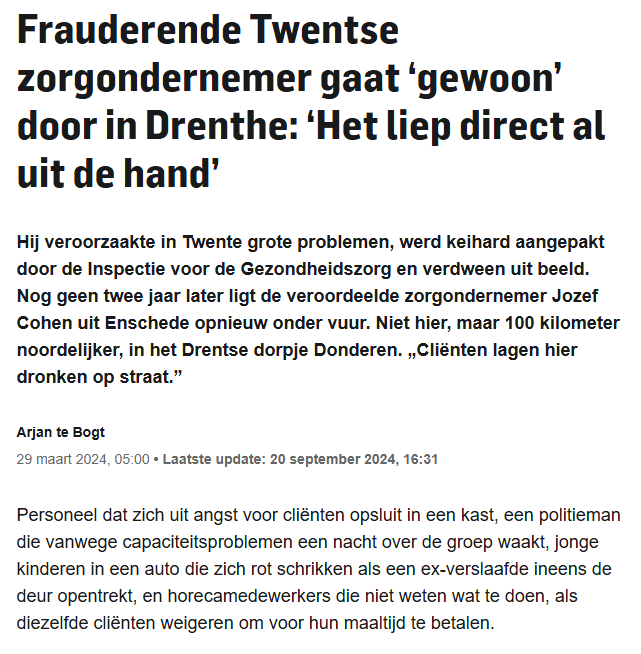 Frauderende Twentse
zorgondernemer gaat ‘gewoon’
door in Drenthe: ‘Het liep direct al
uit de hand’
Hij veroorzaakte in Twente grote problemen, werd keihard aangepakt
door de Inspectie voor de Gezondheidszorg en verdween uit beeld.
Nog geen twee jaar later ligt de veroordeelde zorgondernemer Jozef
Cohen uit Enschede opnieuw onder vuur. Niet hier, maar 100 kilometer
noordelijker, in het Drentse dorpje Donderen. „Cliënten lagen hier
dronken op straat.”
Arjan te Bogt
29 maart 2024, 05:00 • Laatste update: 20 september 2024, 16:31
Personeel dat zich uit angst voor cliënten opsluit in een kast, een politieman
die vanwege capaciteitsproblemen een nacht over de groep waakt, jonge
kinderen in een auto die zich rot schrikken als een ex-verslaafde ineens de
deur opentrekt, en horecamedewerkers die niet weten wat te doen, als
diezelfde cliënten weigeren om voor hun maaltijd te betalen.